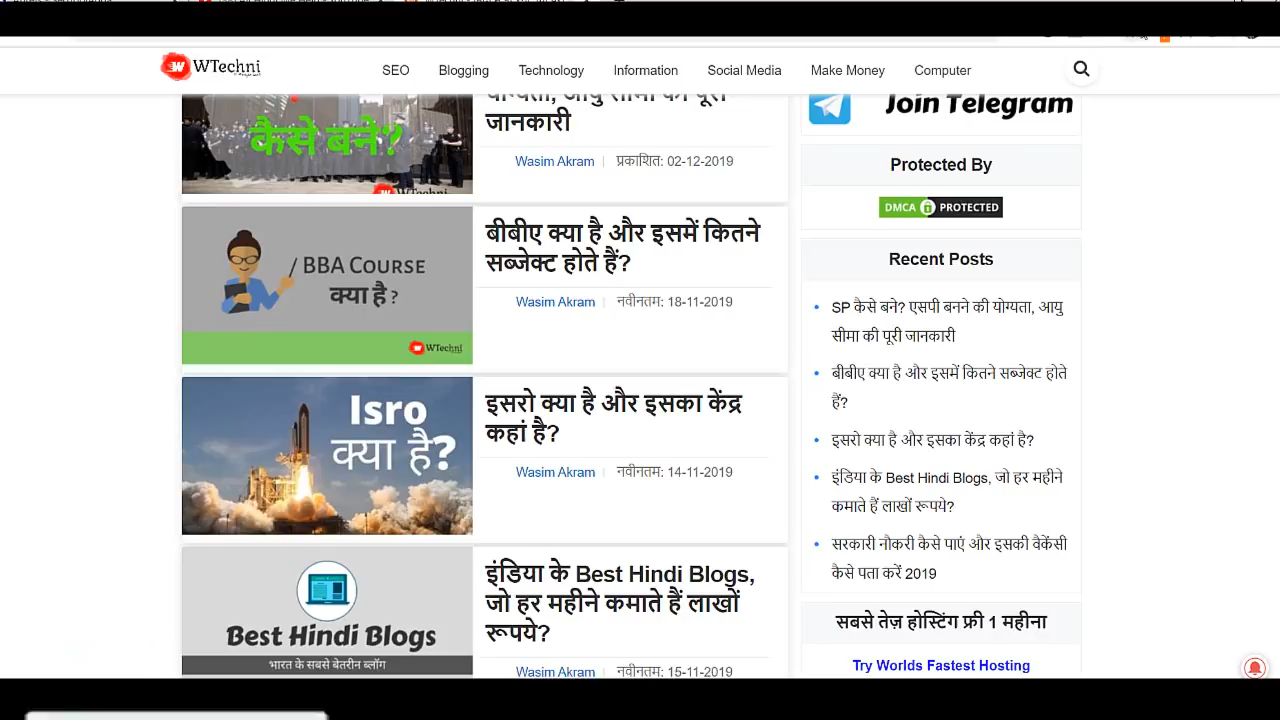 WTechni
SEO
Blogging
Technology
Information
Social Media
Make Money
Computer
जानकारी
Wasim Akram
प्रकाशित: 02-12-2019
कैसे बने?
WTechni
BBA COURSE
क्या है ?
WTechni
बीबीए क्या है और इसमें कितने
सब्जेक्ट होते हैं?
Wasim Akram
नवीनतम: 18-11-2019
Isro
क्या है?
इसरो क्या है और इसका केंद्र
कहां है?
Wasim Akram
नवीनतम: 14-11-2019
Best Hindi Blogs
भारत के सबसे बेतरीन ब्लॉग
इंडिया के Best Hindi Blogs,
जो हर महीने कमाते हैं लाखों
रूपये?
Wasim Akram
नवीनतम: 15-11-2019
Join Telegram
Protected By
DMCA PROTECTED
Recent Posts
SP कैसे बने? एसपी बनने की योग्यता, आयु
सीमा की पूरी जानकारी
बीबीए क्या है और इसमें कितने सब्जेक्ट होते
हैं?
इसरो क्या है और इसका केंद्र कहां है?
इंडिया के Best Hindi Blogs, जो हर महीने
कमाते हैं लाखों रूपये?
सरकारी नौकरी कैसे पाएं और इसकी वैकेंसी
कैसे पता करें 2019
सबसे तेज़ होस्टिंग फ्री 1 महीना
Try Worlds Fastest Hosting